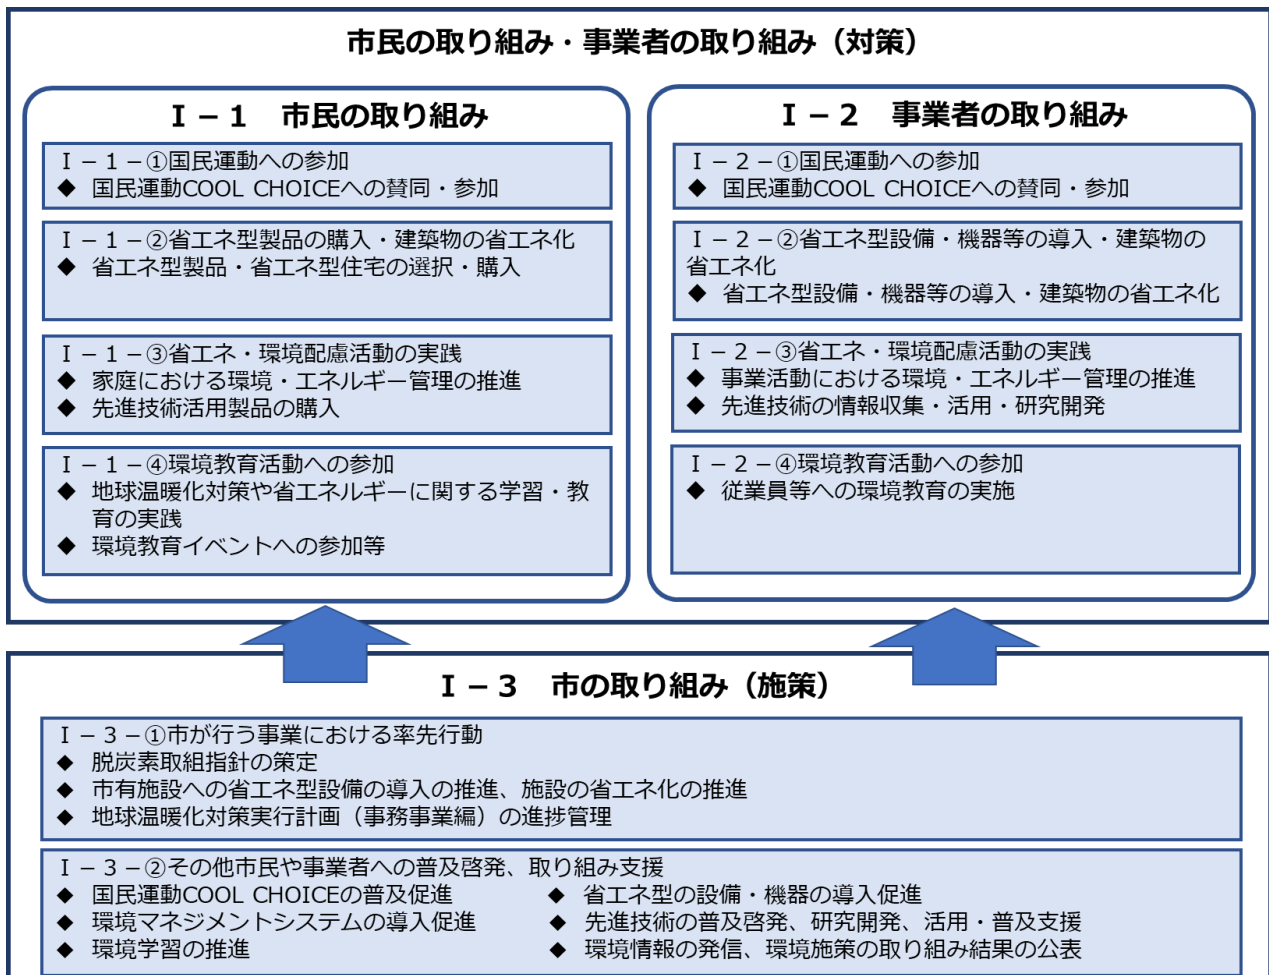 市民の取り組み・事業者の取り組み（対策）
Ⅰ－１　市民の取り組み
Ⅰ－１－①国民運動への参加
◆ 国民運動COOL CHOICEへの賛同・参加
Ⅰ－１－②省エネ型製品の購入・建築物の省エネ化
◆ 省エネ型製品・省エネ型住宅の選択・購入
Ⅰ－１－③省エネ・環境配慮活動の実践
◆ 家庭における環境・エネルギー管理の推進
◆ 先進技術活用製品の購入
Ⅰ－１－④環境教育活動への参加
◆ 地球温暖化対策や省エネルギーに関する学習・教
育の実践
◆ 環境教育イベントへの参加等
Ⅰ－２　事業者の取り組み
Ⅰ－２－①国民運動への参加
◆ 国民運動COOL CHOICEへの賛同・参加
Ⅰ－２－②省エネ型設備・機器等の導入・建築物の
省エネ化
◆ 省エネ型設備・機器等の導入・建築物の省エネ化
Ⅰ－２－③省エネ・環境配慮活動の実践
◆ 事業活動における環境・エネルギー管理の推進
◆ 先進技術の情報収集・活用・研究開発
Ⅰ－２－④環境教育活動への参加
◆ 従業員等への環境教育の実施
Ⅰ－３　市の取り組み（施策）
Ⅰ－３－①市が行う事業における率先行動
◆ 脱炭素取組指針の策定
◆ 市有施設への省エネ型設備の導入の推進、施設の省エネ化の推進
◆ 地球温暖化対策実行計画（事務事業編）の進捗管理
Ⅰ－３－②その他市民や事業者への普及啓発、取り組み支援
◆ 国民運動COOL CHOICEの普及促進
◆ 環境マネジメントシステムの導入促進
◆ 環境学習の推進
◆ 省エネ型の設備・機器の導入促進
◆ 先進技術の普及啓発、研究開発、活用・普及支援
◆ 環境情報の発信、環境施策の取り組み結果の公表